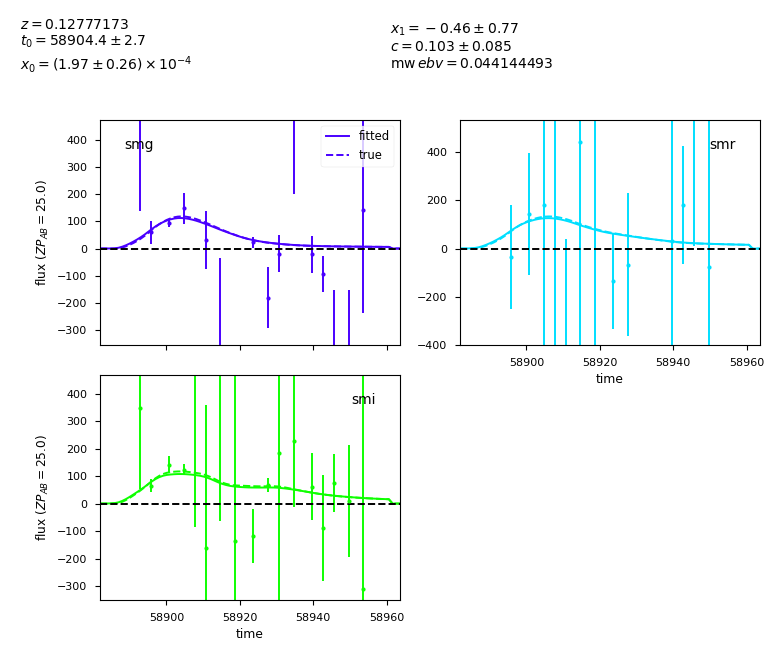 z = 0.12777173
t₀ = 58904.4 ± 2.7
x₀ = (1.97 ± 0.26) × 10⁻⁴
x₁ = −0.46 ± 0.77
c = 0.103 ± 0.085
mw ebv = 0.044144493
smg
fitted
true
400
300
200
100
0
−100
−200
−300
flux (ZP_AB = 25.0)
smr
400
200
0
−200
−400
58900 58920 58940 58960
time
smi
400
300
200
100
0
−100
−200
−300
flux (ZP_AB = 25.0)
58900 58920 58940 58960
time